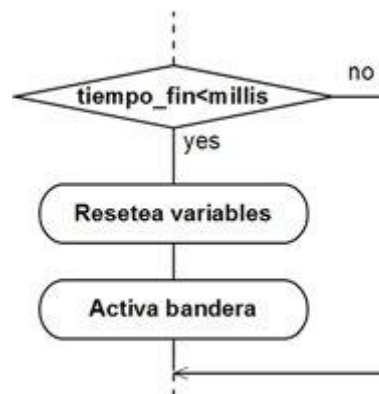 no
tiempo_fin<millis
yes
Resetea variables
Activa bandera